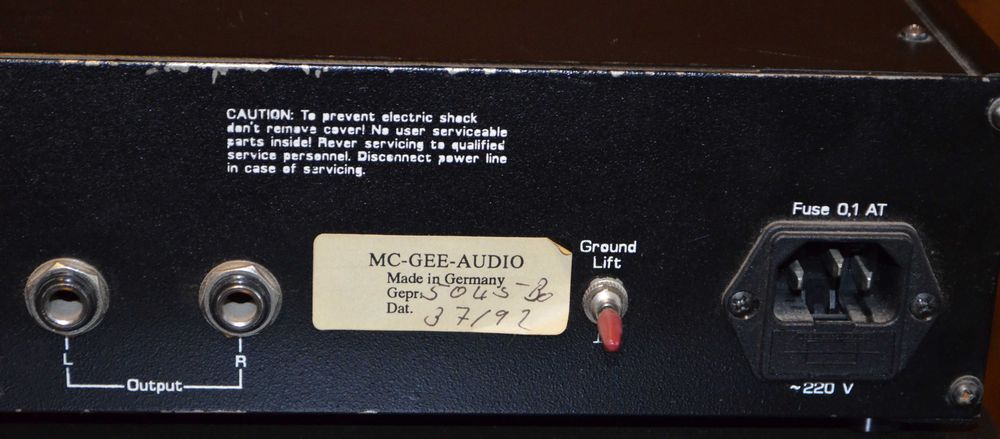 CAUTION: To prevent electric shock
don't remove cover! No user serviceable
parts inside! Rever servicing to qualified
service personnel. Disconnect power line
in case of servicing.
Fuse 0,1 AT
Ground
Lift
MC-GEE-AUDIO
Made in Germany
Gepr. 5045-Bo
Dat. 37/92
L
R
Output
~220 V